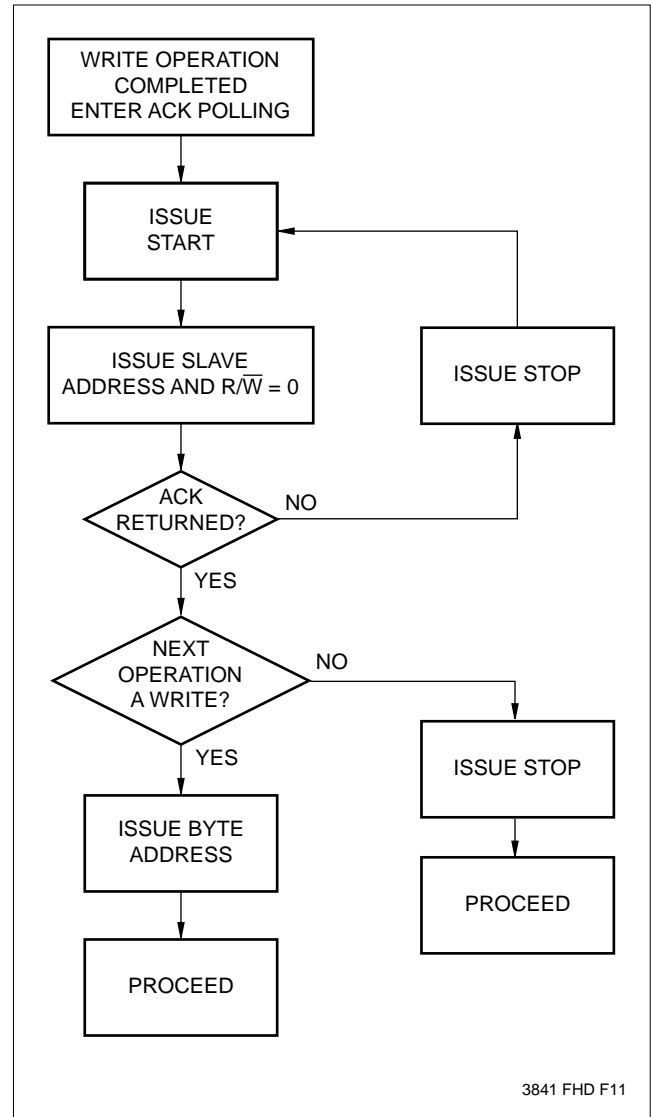 WRITE OPERATION
COMPLETED
ENTER ACK POLLING
ISSUE
START
ISSUE SLAVE
ADDRESS AND R/W̅ = 0
ISSUE STOP
ACK
RETURNED?
NO
YES
NEXT
OPERATION
A WRITE?
NO
YES
ISSUE STOP
ISSUE BYTE
ADDRESS
PROCEED
PROCEED
3841 FHD F11